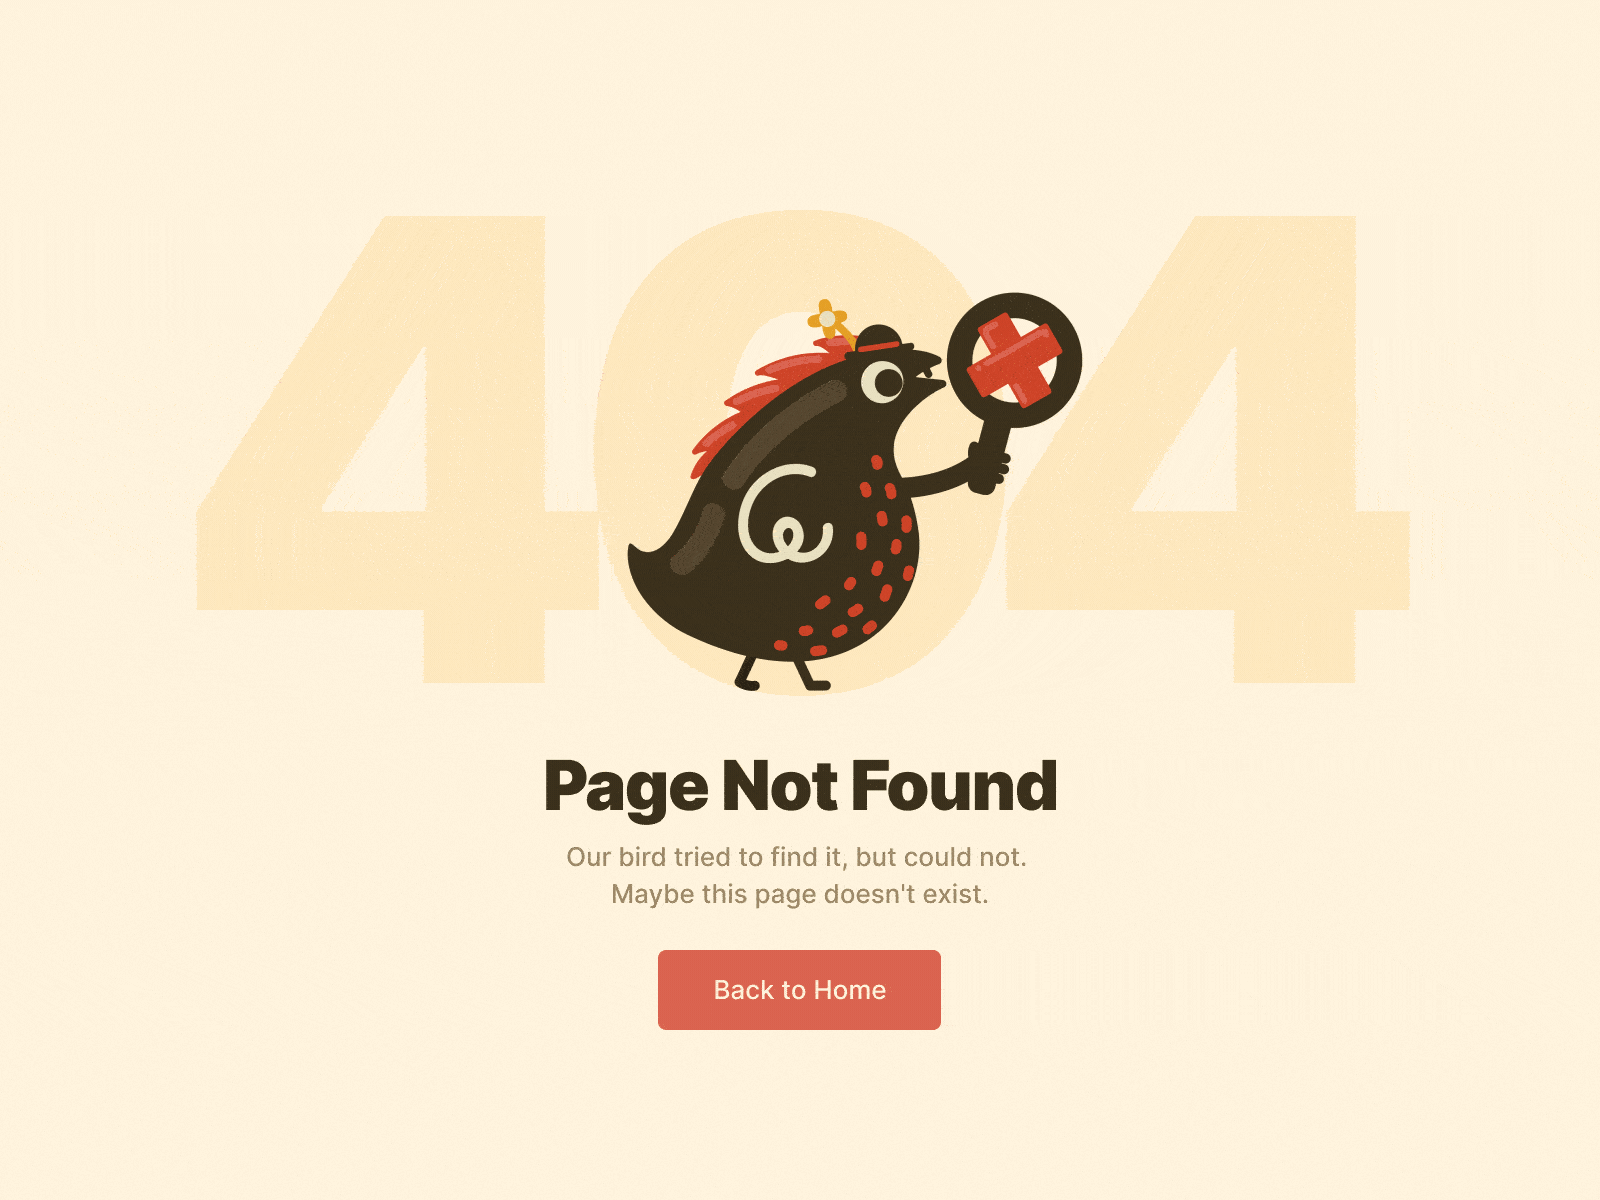 404
Page Not Found
Our bird tried to find it, but could not.
Maybe this page doesn't exist.
Back to Home